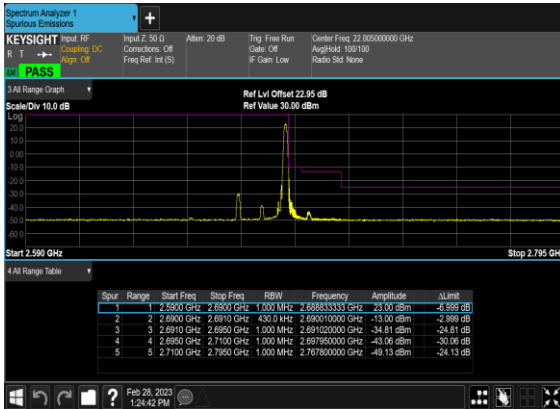 Spectrum Analyzer 1
Spurious Emissions
+
KEYSIGHT Input: RF Input Z: 50 Ω Atten: 20 dB Trig: Free Run Center Freq: 22.005000000 GHz
R T Coupling: DC Corrections: Off Gate: Off Avg|Hold: 100/100
Align: Off Freq Ref: Int (S) IF Gain: Low Radio Std: None
PASS
3 All Range Graph
Ref Lvl Offset 22.95 dB
Scale/Div 10.0 dB Ref Value 30.00 dBm
Log
20.0
10.0
0.00
-10.0
-20.0
-30.0
-40.0
-50.0
-60.0
Start 2.590 GHz Stop 2.795 GH
4 All Range Table
Spur Range Start Freq Stop Freq RBW Frequency Amplitude ΔLimit
1 1 2.5900 GHz 2.6900 GHz 1.000 MHz 2.688833333 GHz 23.00 dBm -6.999 dB
2 2 2.6900 GHz 2.6910 GHz 430.0 kHz 2.690010000 GHz -13.00 dBm -2.999 dB
3 3 2.6910 GHz 2.6950 GHz 1.000 MHz 2.691020000 GHz -34.81 dBm -24.81 dB
4 4 2.6950 GHz 2.7100 GHz 1.000 MHz 2.697950000 GHz -43.06 dBm -30.06 dB
5 5 2.7100 GHz 2.7950 GHz 1.000 MHz 2.767800000 GHz -49.13 dBm -24.13 dB
? Feb 28, 2023
1:24:42 PM